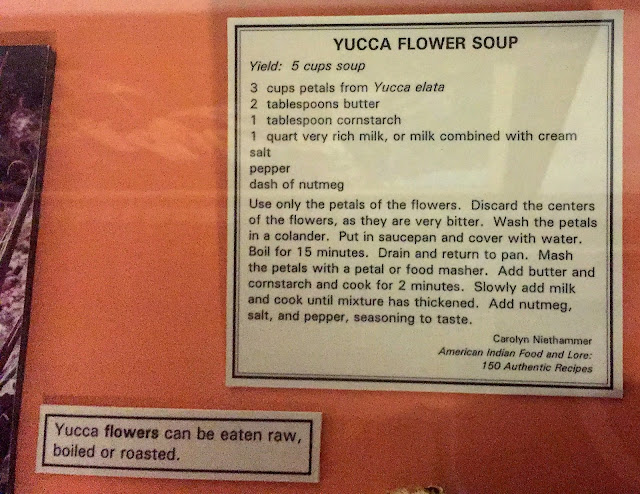 YUCCA FLOWER SOUP
Yield: 5 cups soup
3 cups petals from Yucca elata
2 tablespoons butter
1 tablespoon cornstarch
1 quart very rich milk, or milk combined with cream
salt
pepper
dash of nutmeg
Use only the petals of the flowers. Discard the centers
of the flowers, as they are very bitter. Wash the petals
in a colander. Put in saucepan and cover with water.
Boil for 15 minutes. Drain and return to pan. Mash
the petals with a petal or food masher. Add butter and
cornstarch and cook for 2 minutes. Slowly add milk
and cook until mixture has thickened. Add nutmeg,
salt, and pepper, seasoning to taste.
Carolyn Niethammer
American Indian Food and Lore:
150 Authentic Recipes
Yucca flowers can be eaten raw,
boiled or roasted.